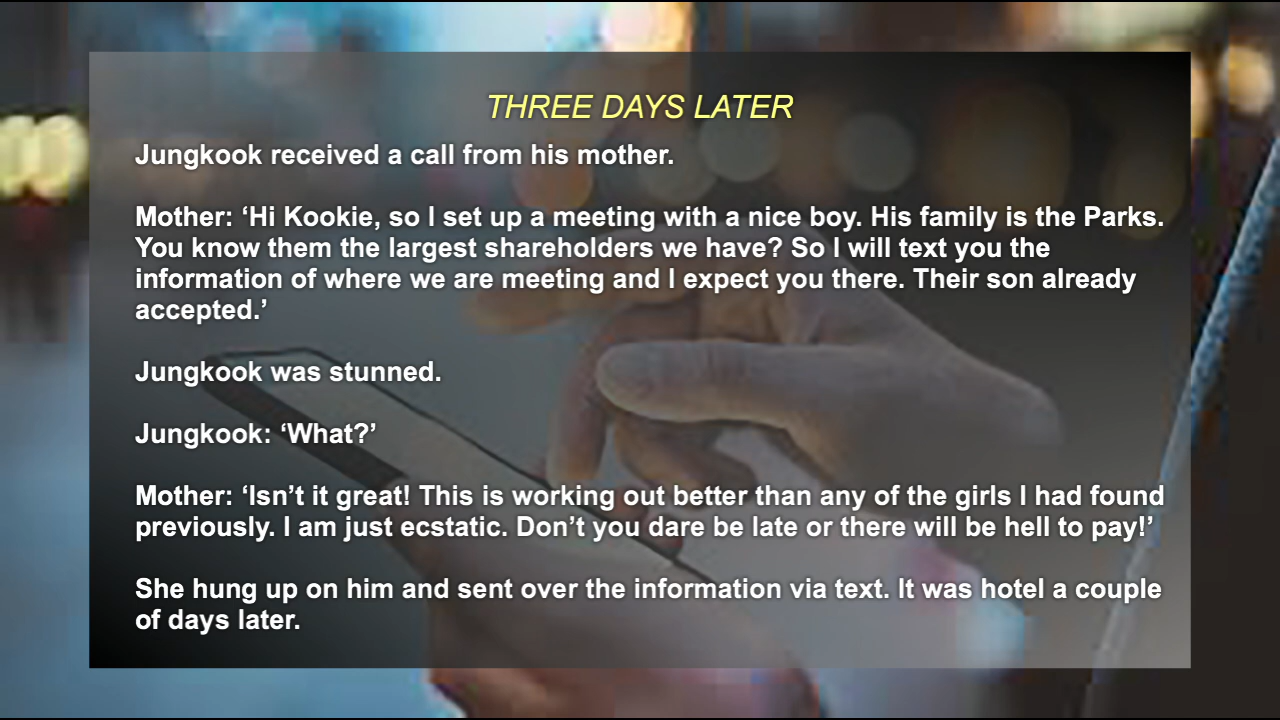 THREE DAYS LATER
Jungkook received a call from his mother.
Mother: ‘Hi Kookie, so I set up a meeting with a nice boy. His family is the Parks.
You know them the largest shareholders we have? So I will text you the
information of where we are meeting and I expect you there. Their son already
accepted.’
Jungkook was stunned.
Jungkook: ‘What?’
Mother: ‘Isn’t it great! This is working out better than any of the girls I had found
previously. I am just ecstatic. Don’t you dare be late or there will be hell to pay!’
She hung up on him and sent over the information via text. It was hotel a couple
of days later.